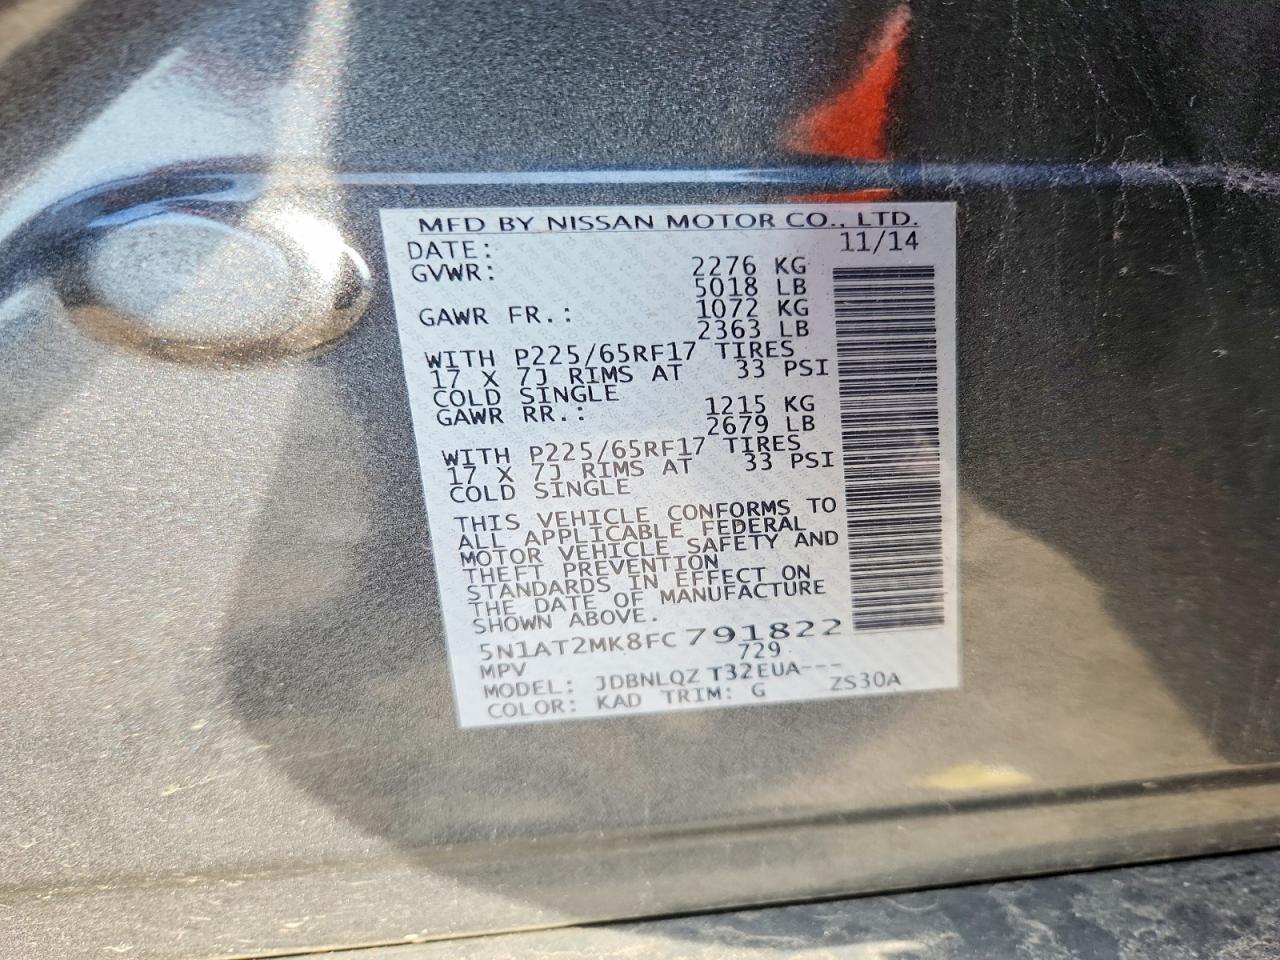 MFD BY NISSAN MOTOR CO., LTD.
DATE: 11/14
GVWR: 2276 KG
5018 LB
GAWR FR.: 1072 KG
2363 LB
WITH P225/65RF17 TIRES
17 X 7J RIMS AT 33 PSI
COLD SINGLE
GAWR RR.: 1215 KG
2679 LB
WITH P225/65RF17 TIRES
17 X 7J RIMS AT 33 PSI
COLD SINGLE
THIS VEHICLE CONFORMS TO
ALL APPLICABLE FEDERAL
MOTOR VEHICLE SAFETY AND
THEFT PREVENTION
STANDARDS IN EFFECT ON
THE DATE OF MANUFACTURE
SHOWN ABOVE.
5N1AT2MK8FC791822
MPV 729
MODEL: JDBNLQZ T32EUA---
COLOR: KAD TRIM: G ZS30A